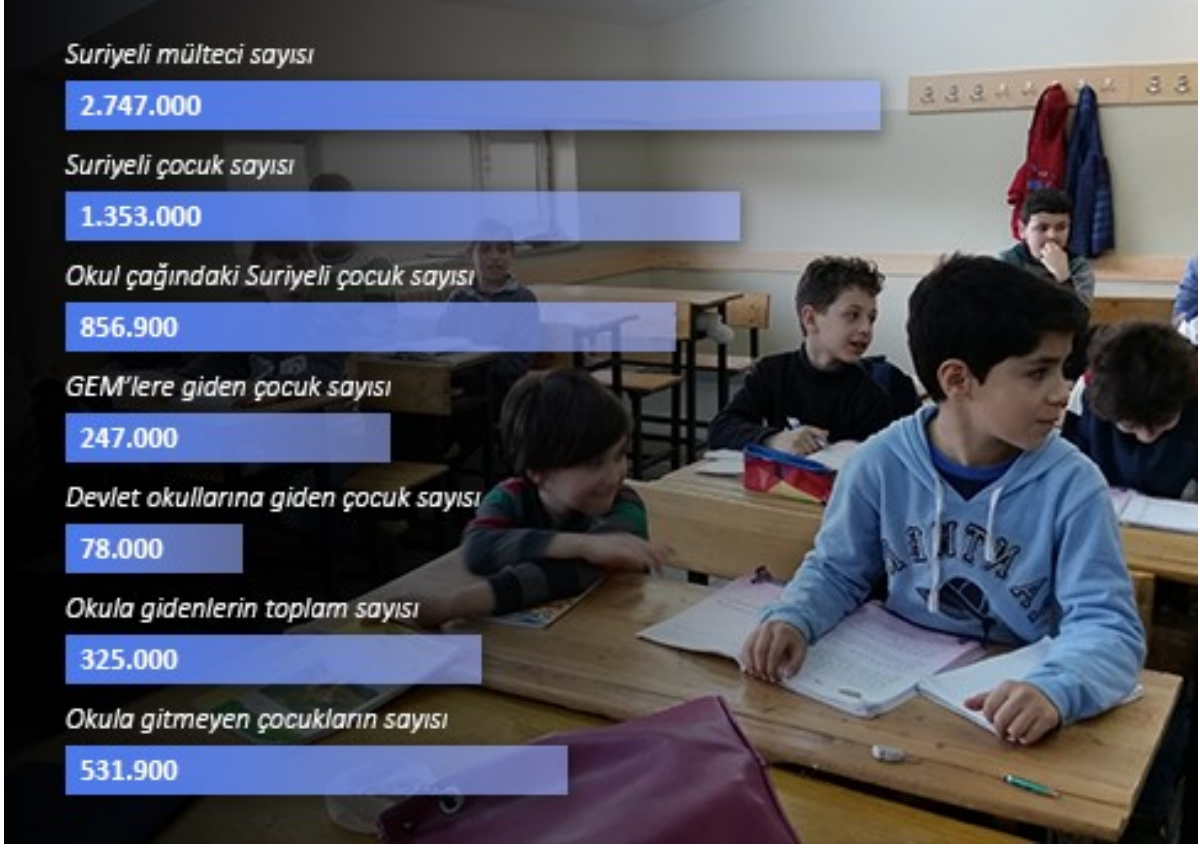 Suriyeli mülteci sayısı
2.747.000
Suriyeli çocuk sayısı
1.353.000
Okul çağındaki Suriyeli çocuk sayısı
856.900
GEM'lere giden çocuk sayısı
247.000
Devlet okullarına giden çocuk sayısı
78.000
Okula gidenlerin toplam sayısı
325.000
Okula gitmeyen çocukların sayısı
531.900